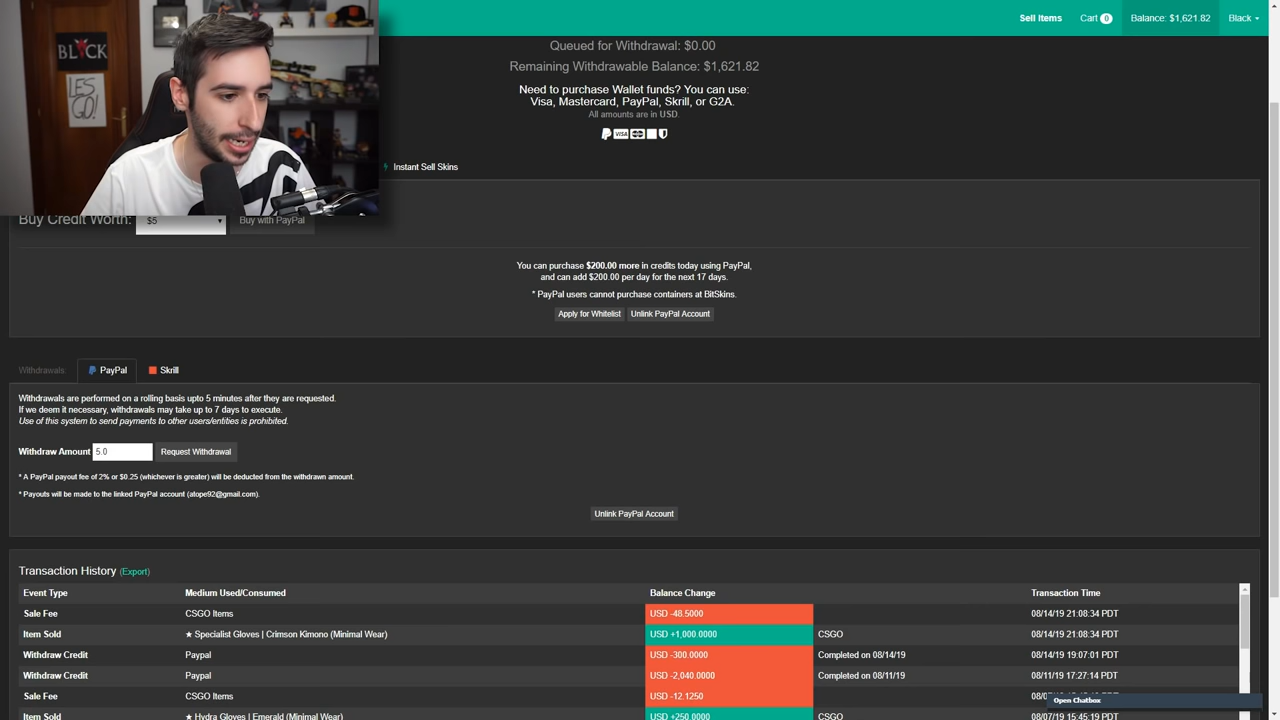 Sell Items Cart 0 Balance: $1,621.82 Black
BLACK
LES
GO!
Queued for Withdrawal: $0.00
Remaining Withdrawable Balance: $1,621.82
Need to purchase Wallet funds? You can use:
Visa, Mastercard, PayPal, Skrill, or G2A.
All amounts are in USD.
VISA
Instant Sell Skins
Buy Credit Worth: $5 Buy with PayPal
You can purchase $200.00 more in credits today using PayPal,
and can add $200.00 per day for the next 17 days.
* PayPal users cannot purchase containers at BitSkins.
Apply for Whitelist Unlink PayPal Account
Withdrawals: PayPal Skrill
Withdrawals are performed on a rolling basis upto 5 minutes after they are requested.
If we deem it necessary, withdrawals may take up to 7 days to execute.
Use of this system to send payments to other users/entities is prohibited.
Withdraw Amount 5.0 Request Withdrawal
* A PayPal payout fee of 2% or $0.25 (whichever is greater) will be deducted from the withdrawn amount.
* Payouts will be made to the linked PayPal account (atope92@gmail.com).
Unlink PayPal Account
Transaction History (Export)
Event Type Medium Used/Consumed Balance Change Transaction Time
Sale Fee CSGO Items USD -48.5000 08/14/19 21:08:34 PDT
Item Sold ★ Specialist Gloves | Crimson Kimono (Minimal Wear) USD +1,000.0000 CSGO 08/14/19 21:08:34 PDT
Withdraw Credit Paypal USD -300.0000 Completed on 08/14/19 08/14/19 19:07:01 PDT
Withdraw Credit Paypal USD -2,040.0000 Completed on 08/11/19 08/11/19 17:27:14 PDT
Sale Fee CSGO Items USD -12.1250
Open Chatbox
Item Sold ★ Hydra Gloves | Emerald (Minimal Wear) USD +250.0000 CSGO 08/07/19 15:45:19 PDT